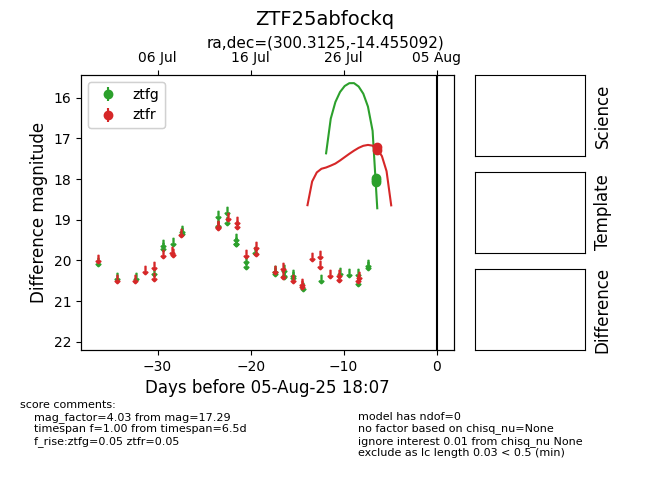 ZTF25abfockq
ra,dec=(300.3125,-14.455092)
06 Jul
16 Jul
26 Jul
05 Aug
ztfg
ztfr
16
17
18
19
20
21
22
Difference magnitude
−30
−20
−10
0
Days before 05-Aug-25 18:07
Science
Template
Difference
score comments:
mag_factor=4.03 from mag=17.29
timespan f=1.00 from timespan=6.5d
f_rise:ztfg=0.05 ztfr=0.05
model has ndof=0
no factor based on chisq_nu=None
ignore interest 0.01 from chisq_nu None
exclude as lc length 0.03 < 0.5 (min)